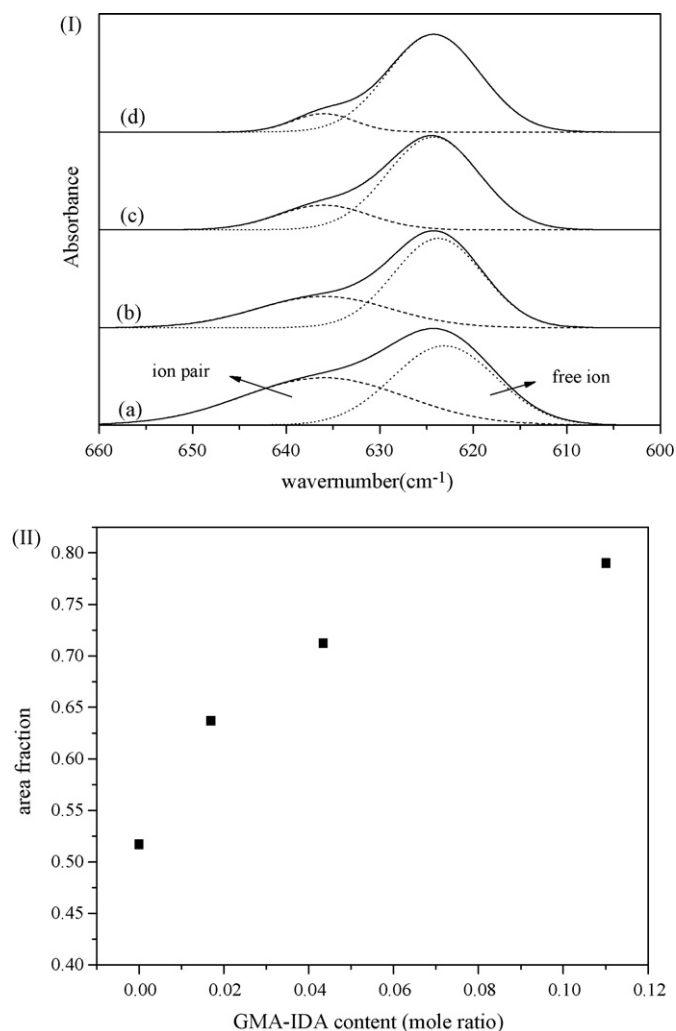 (I)
(d)
(c)
Absorbance
(b)
ion pair
free ion
(a)
660 650 640 630 620 610 600
wavernumber(cm-1)
(II)
0.80
0.75
0.70
0.65
0.60
0.55
0.50
0.45
0.40
area fraction
0.00 0.02 0.04 0.06 0.08 0.10 0.12
GMA-IDA content (mole ratio)